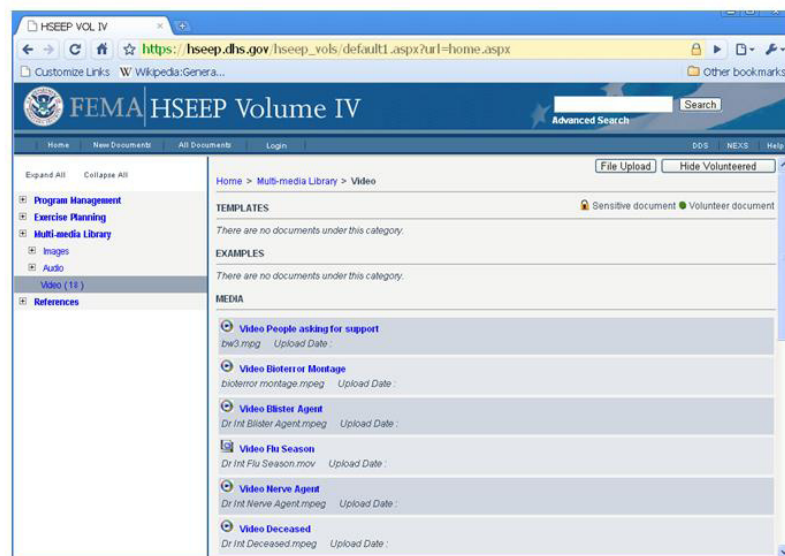 HSEEP VOL IV
https://hseep.dhs.gov/hseep_vols/default1.aspx?url=home.aspx
Customize Links Wikipedia:Genera... Other bookmarks
FEMA HSEEP Volume IV
Search
Advanced Search
Home New Documents All Documents Login DDS NEXS Help
File Upload Hide Volunteered
Expand All Collapse All
Home > Multi-media Library > Video
Program Management
Exercise Planning
Multi-media Library
Images
Audio
Video (18)
References
TEMPLATES
Sensitive document Volunteer document
There are no documents under this category.
EXAMPLES
There are no documents under this category.
MEDIA
Video People asking for support
bw3.mpg Upload Date :
Video Bioterror Montage
bioterror montage.mpeg Upload Date :
Video Blister Agent
Dr Int Blister Agent.mpeg Upload Date :
Video Flu Season
Dr Int Flu Season.mov Upload Date :
Video Nerve Agent
Dr Int Nerve Agent.mpeg Upload Date :
Video Deceased
Dr Int Deceased.mpeg Upload Date :